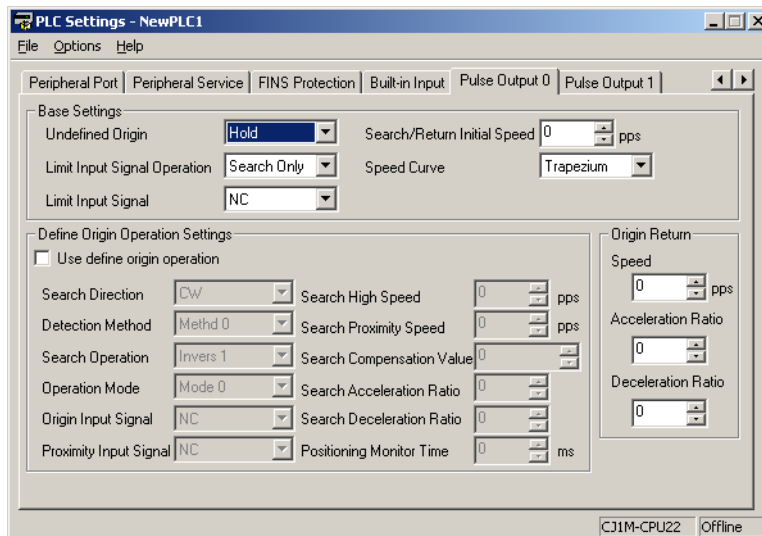 PLC Settings - NewPLC1
File Options Help
Peripheral Port Peripheral Service FINS Protection Built-in Input Pulse Output 0 Pulse Output 1
Base Settings
Undefined Origin Hold Search/Return Initial Speed 0 pps
Limit Input Signal Operation Search Only Speed Curve Trapezium
Limit Input Signal NC
Define Origin Operation Settings
Use define origin operation
Search Direction CW Search High Speed 0 pps
Detection Method Methd 0 Search Proximity Speed 0 pps
Search Operation Invers 1 Search Compensation Value 0
Operation Mode Mode 0 Search Acceleration Ratio 0
Origin Input Signal NC Search Deceleration Ratio 0
Proximity Input Signal NC Positioning Monitor Time 0 ms
Origin Return
Speed
0 pps
Acceleration Ratio
0
Deceleration Ratio
0
CJ1M-CPU22 Offline